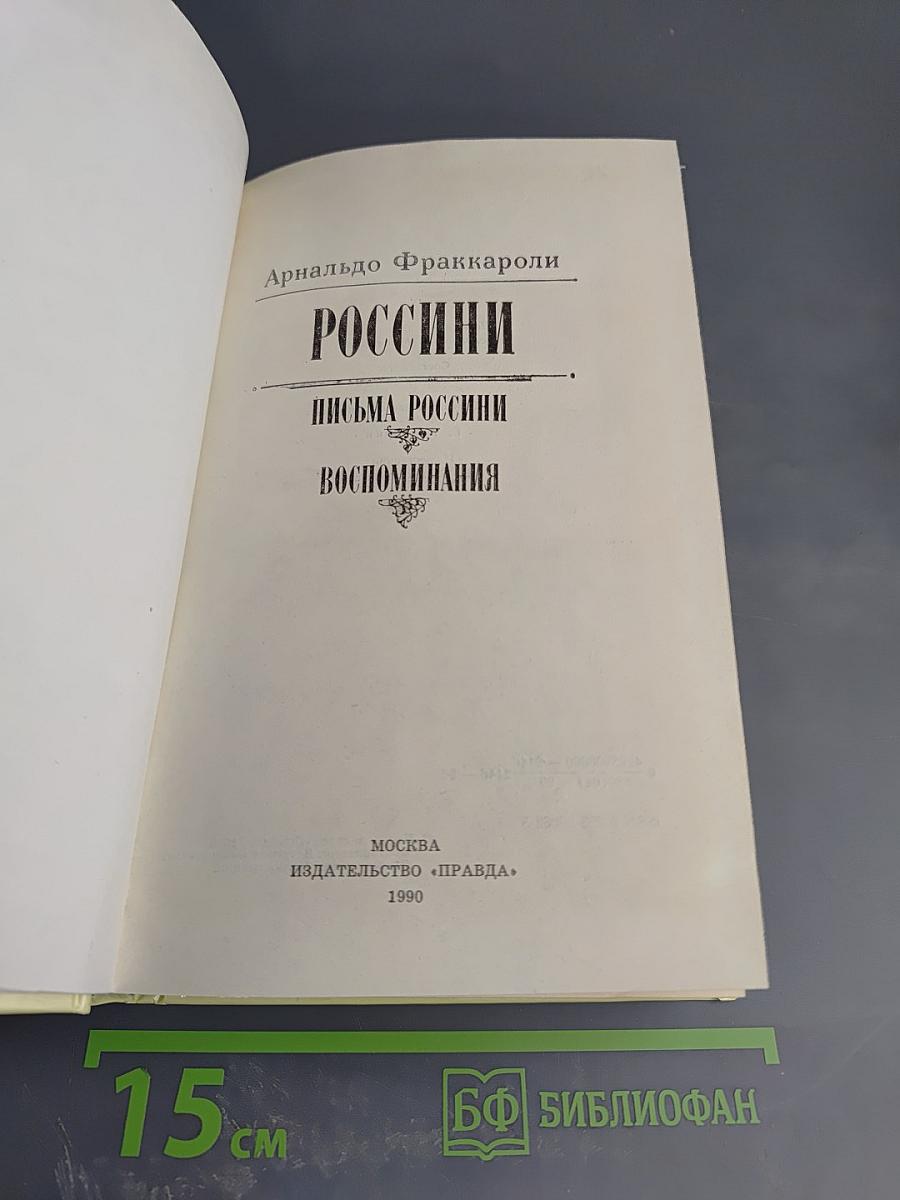 Арнальдо Фраккароли
РОССИНИ
ПИСЬМА РОССИНИ
ВОСПОМИНАНИЯ
МОСКВА
ИЗДАТЕЛЬСТВО «ПРАВДА»
1990
15 см
БФ БИБЛИОФАН